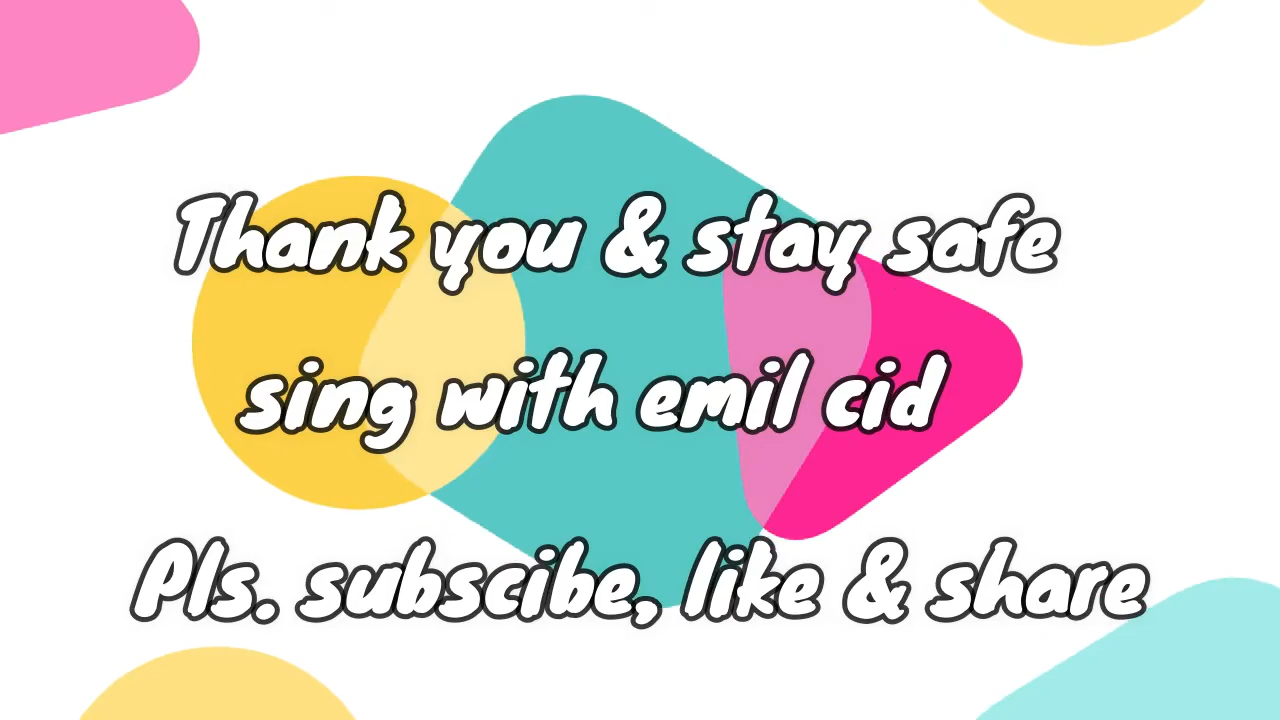 Thank you & stay safe
sing with emil cid
Pls. subscibe, like & share